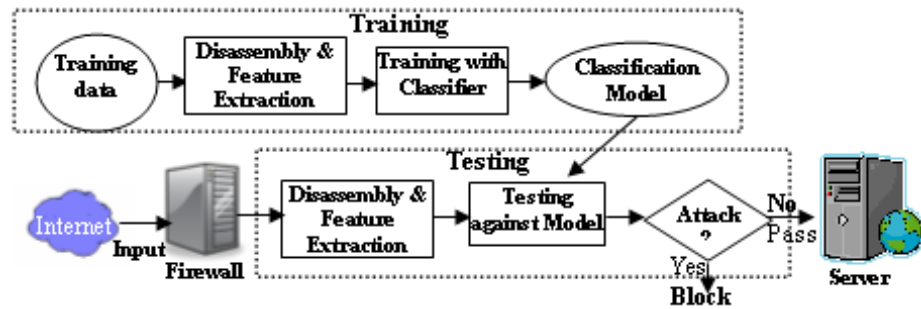 Training
Training
data
Disassembly &
Feature
Extraction
Training with
Classifier
Classification
Model
Testing
Internet
Input
Firewall
Disassembly &
Feature
Extraction
Testing
against Model
Attack
?
No
Pass
Yes
Block
Server